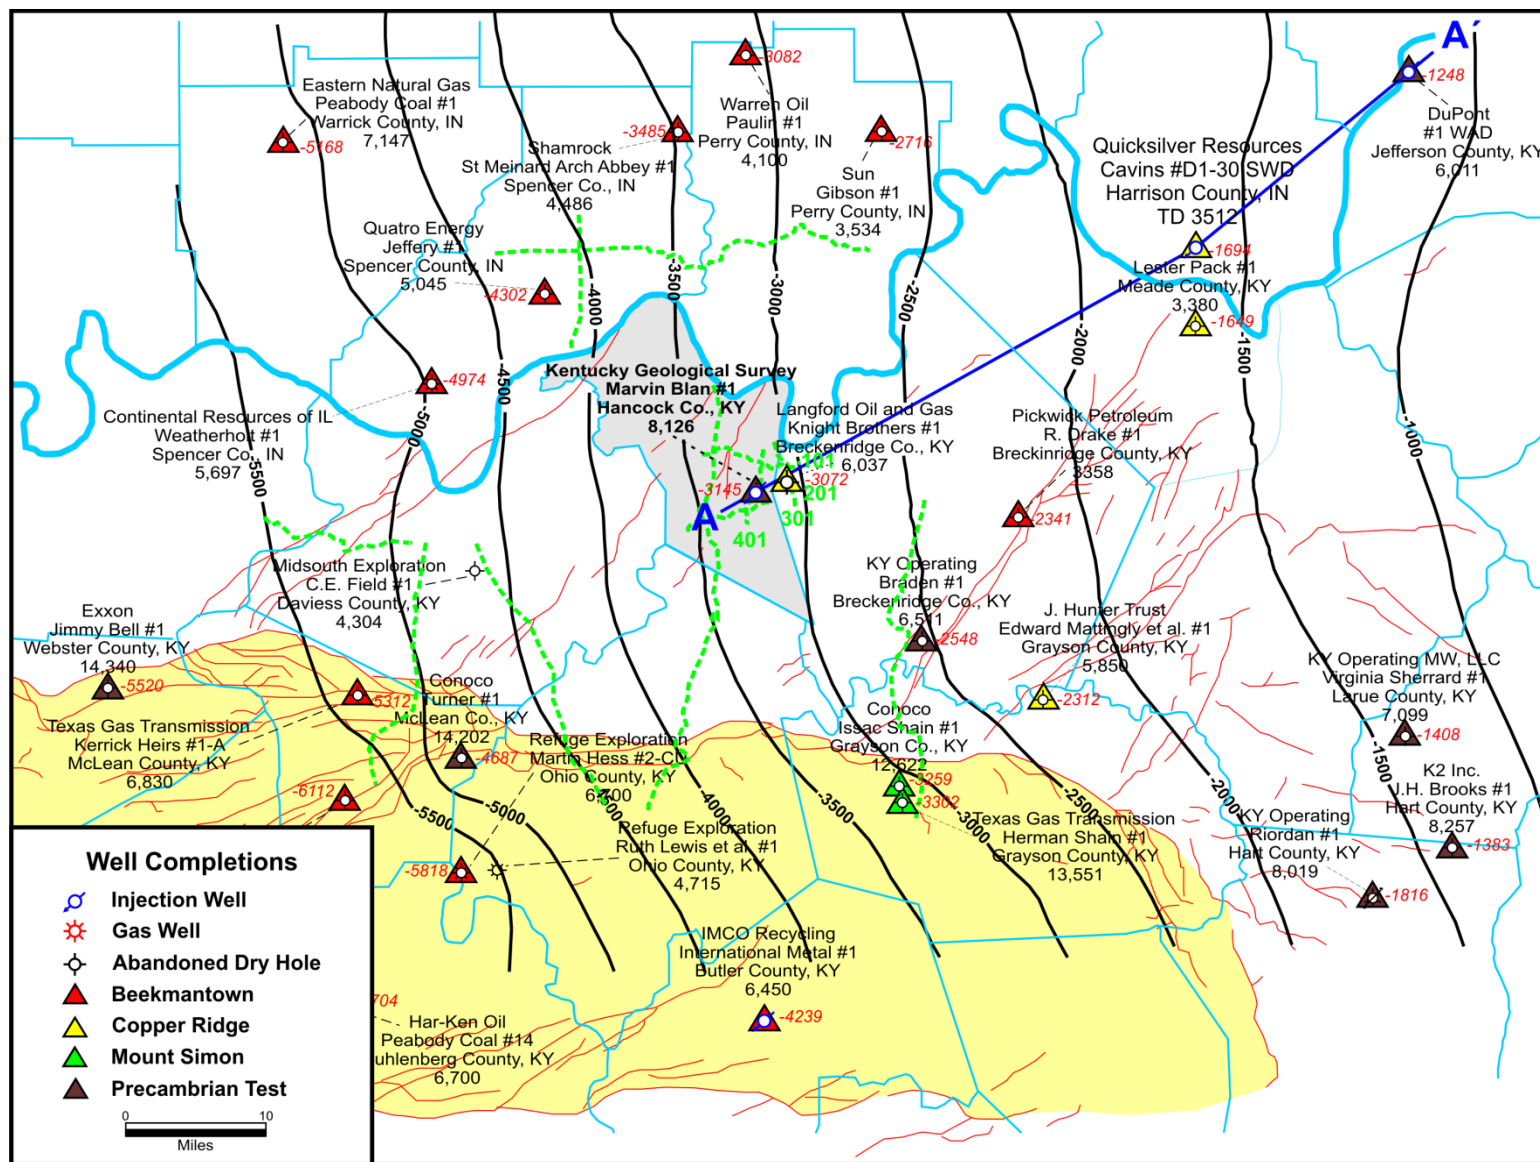 A
A´
Eastern Natural Gas
Peabody Coal #1
Warrick County, IN
7,147
-5168
-3082
Warren Oil
Paulin #1
Perry County, IN
4,100
-3485
Shamrock
St Meinard Arch Abbey #1
Spencer Co., IN
4,486
-2716
Sun
Gibson #1
Perry County, IN
3,534
-1248
DuPont
#1 WAD
Jefferson County, KY
6,011
Quicksilver Resources
Cavins #D1-30 SWD
Harrison County, IN
TD 3512
-1694
Lester Pack #1
Meade County, KY
3,380
-1649
Quatro Energy
Jeffery #1
Spencer County, IN
5,045
-4302
-4974
Continental Resources of IL
Weatherholt #1
Spencer Co., IN
5,697
Kentucky Geological Survey
Marvin Blan #1
Hancock Co., KY
8,126
-3145
Langford Oil and Gas
Knight Brothers #1
Breckenridge Co., KY
6,037
-3072
101
201
301
401
Pickwick Petroleum
R. Drake #1
Breckinridge County, KY
3358
-2341
Midsouth Exploration
C.E. Field #1
Daviess County, KY
4,304
KY Operating
Braden #1
Breckenridge Co., KY
6,511
-2548
J. Hunter Trust
Edward Mattingly et al. #1
Grayson County, KY
5,850
-2312
Exxon
Jimmy Bell #1
Webster County, KY
14,340
-5520
Texas Gas Transmission
Kerrick Heirs #1-A
McLean County, KY
6,830
-5312
Conoco
Turner #1
McLean Co., KY
14,202
-4687
Refuge Exploration
Martin Hess #2-CU
Ohio County, KY
6,700
-6112
-5818
Refuge Exploration
Ruth Lewis et al. #1
Ohio County, KY
4,715
Conoco
Issac Shain #1
Grayson Co., KY
12,622
-3259
-3302
Texas Gas Transmission
Herman Shain #1
Grayson County, KY
13,551
KY Operating MW, LLC
Virginia Sherrard #1
Larue County, KY
7,099
-1408
K2 Inc.
J.H. Brooks #1
Hart County, KY
8,257
-1383
KY Operating
Riordan #1
Hart County, KY
8,019
-1816
IMCO Recycling
International Metal #1
Butler County, KY
6,450
-4239
704
Har-Ken Oil
Peabody Coal #14
uhlenberg County, KY
6,700
-5500
-5000
-4500
-4000
-3500
-3000
-2500
-2000
-1500
-1000
-5500
-5000
-4000
-3500
-3000
-2500
-2000
-1500
Well Completions
Injection Well
Gas Well
Abandoned Dry Hole
Beekmantown
Copper Ridge
Mount Simon
Precambrian Test
0 10
Miles